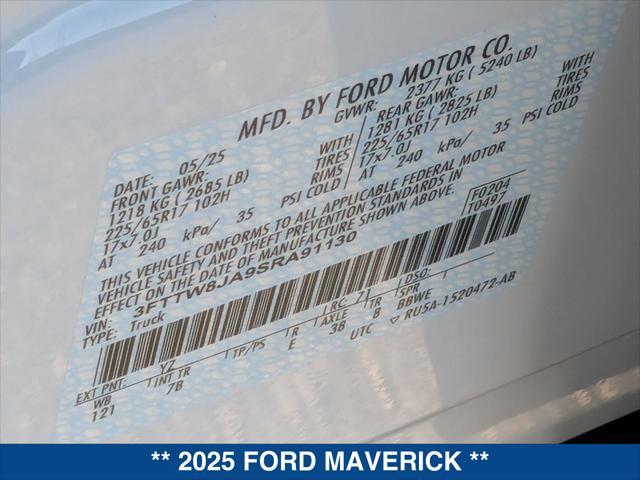 MFD. BY FORD MOTOR CO.
DATE: 05/25 GVWR: 2377 KG ( 5240 LB)
FRONT GAWR: REAR GAWR:
1218 KG ( 2685 LB) WITH 1281 KG ( 2825 LB) WITH
225/65R17 102H TIRES 225/65R17 102H TIRES
17x7.0J RIMS 17x7.0J RIMS
AT 240 kPa/ 35 PSI COLD AT 240 kPa/ 35 PSI COLD
THIS VEHICLE CONFORMS TO ALL APPLICABLE FEDERAL MOTOR
VEHICLE SAFETY AND THEFT PREVENTION STANDARDS IN
EFFECT ON THE DATE OF MANUFACTURE SHOWN ABOVE.
VIN: 3FTTW8JA9SRA91130 F0204
TYPE: Truck T0497
EXT PNT: YZ RC: 21 DSO:
WB INT TR TP/PS R AXLE TR SPR
121 7B E 38 8 BBWE
UTC RU5A-1520472-AB
** 2025 FORD MAVERICK **